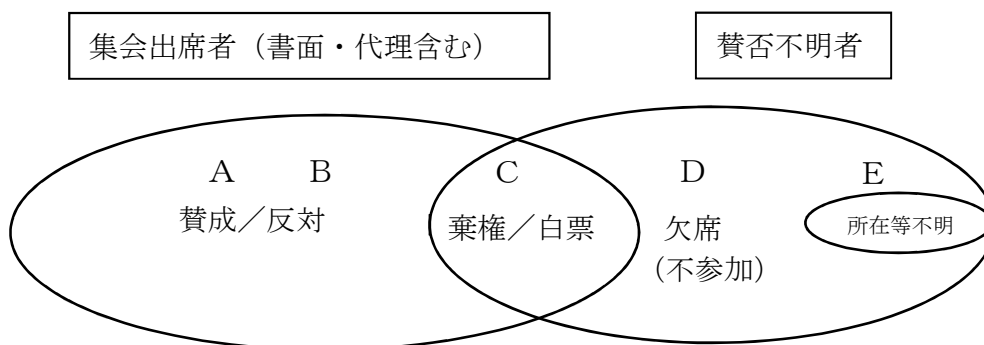 集会出席者（書面・代理含む）
賛否不明者
A B C D E
賛成／反対 棄権／白票 欠席 所在等不明
（不参加）